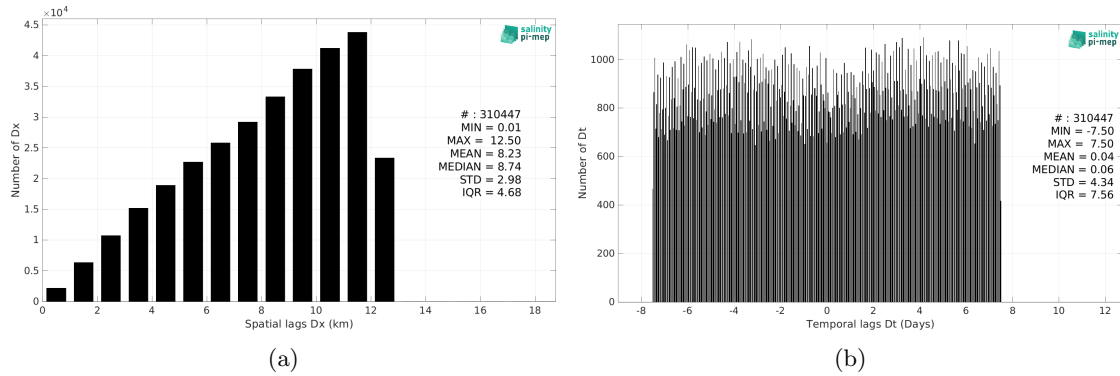 ×10⁴
4.5
4
3.5
3
2.5
2
1.5
1
0.5
0
Number of Dx
salinity
pi-mep
# : 310447
MIN = 0.01
MAX = 12.50
MEAN = 8.23
MEDIAN = 8.74
STD = 2.98
IQR = 4.68
0 2 4 6 8 10 12 14 16 18
Spatial lags Dx (km)
(a)
1000
800
600
400
200
0
Number of Dt
salinity
pi-mep
# : 310447
MIN = -7.50
MAX = 7.50
MEAN = 0.04
MEDIAN = 0.06
STD = 4.34
IQR = 7.56
-8 -6 -4 -2 0 2 4 6 8 10 12
Temporal lags Dt (Days)
(b)